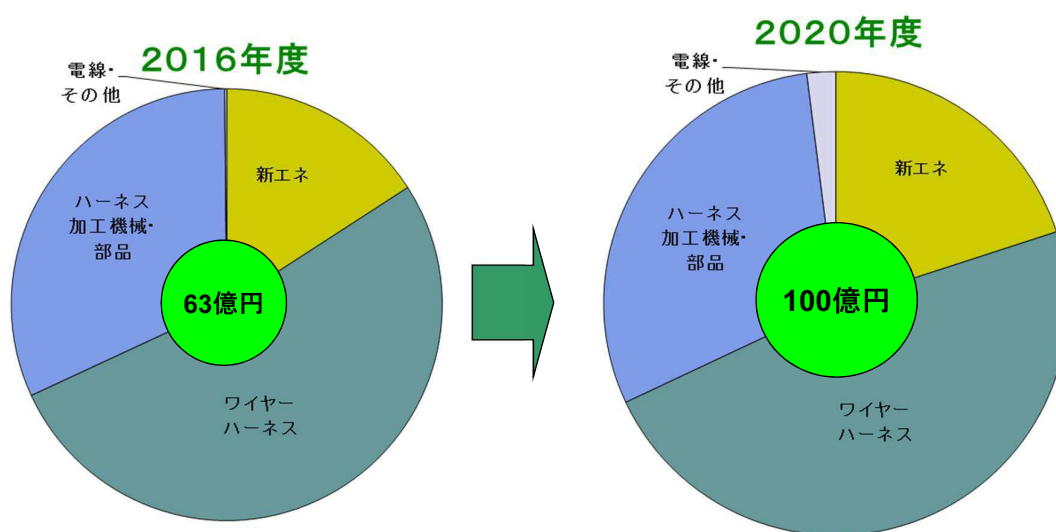 2016年度
電線・
その他
新エネ
ハーネス
加工機械・
部品
63億円
ワイヤー
ハーネス
2020年度
電線・
その他
新エネ
ハーネス
加工機械・
部品
100億円
ワイヤー
ハーネス